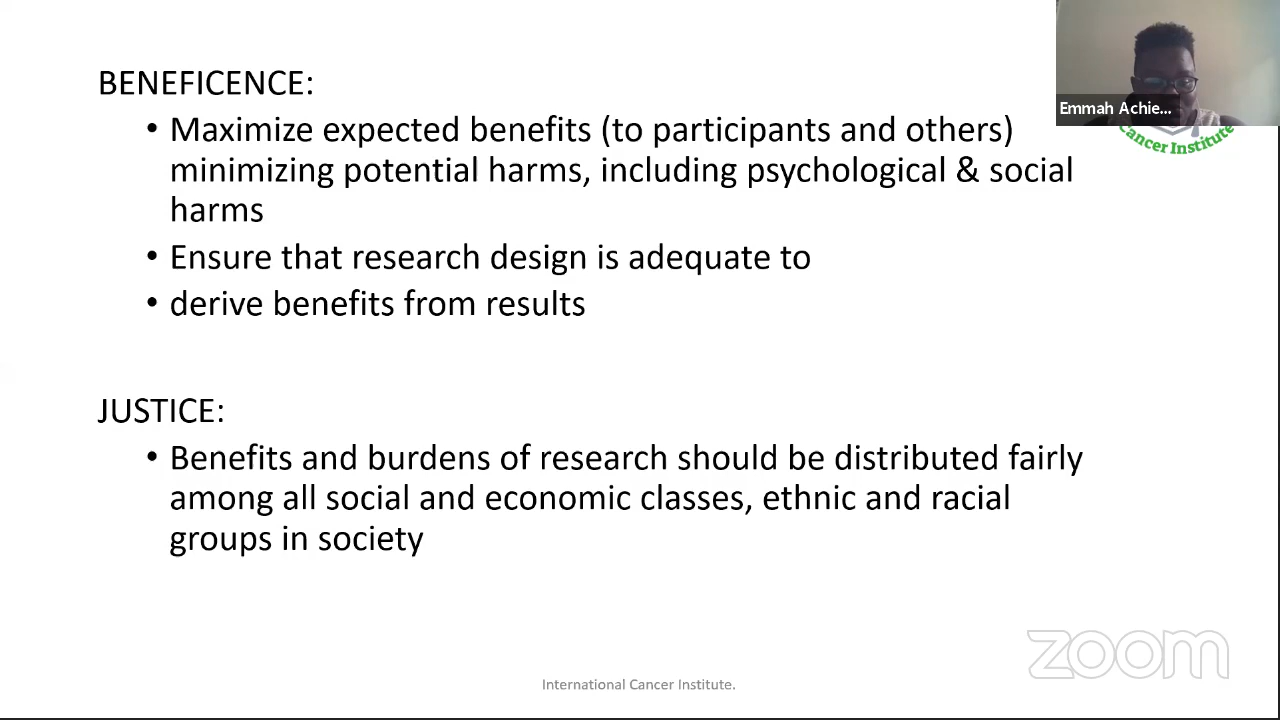 BENEFICENCE:
• Maximize expected benefits (to participants and others)
minimizing potential harms, including psychological & social
harms
• Ensure that research design is adequate to
• derive benefits from results
JUSTICE:
• Benefits and burdens of research should be distributed fairly
among all social and economic classes, ethnic and racial
groups in society
Emmah Achie...
Cancer Institute
zoom
International Cancer Institute.